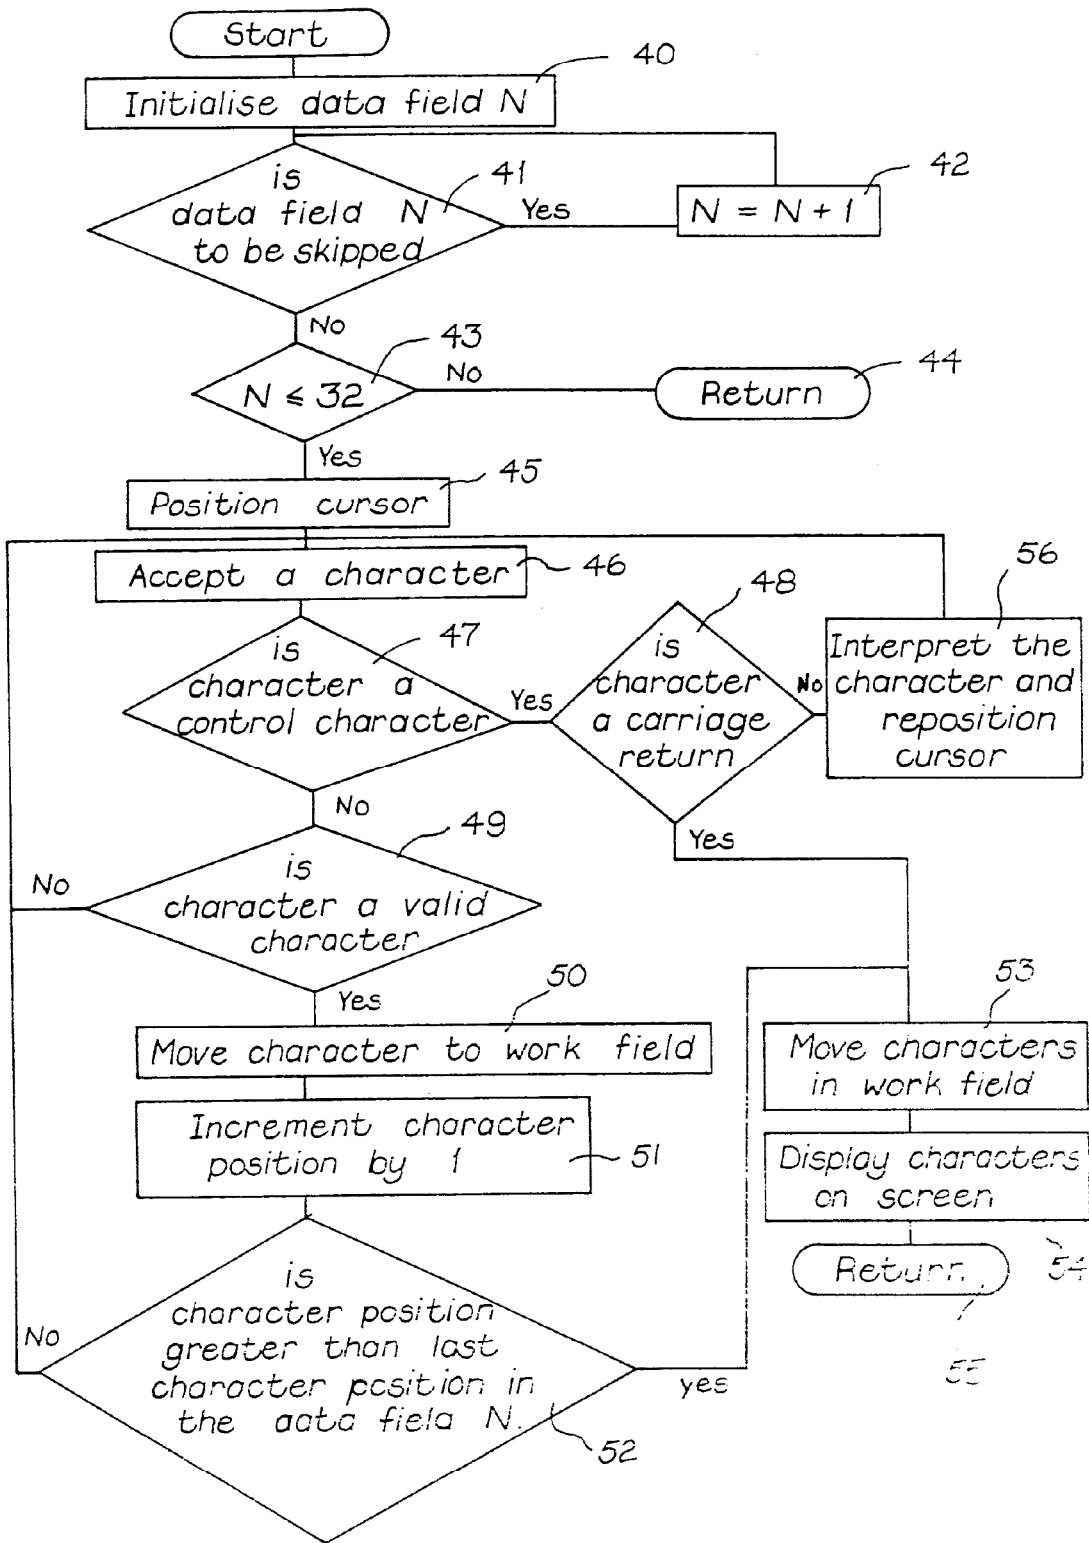 Start
40
Initialise data field N
is
41
data field N
to be skipped
Yes
42
N = N + 1
No
43
N ≤ 32
No
44
Return
Yes
45
Position cursor
Accept a character
46
47
is
character a
control character
Yes
48
is
character
a carriage
return
No
56
Interpret the
character and
reposition
cursor
No
Yes
49
is
character a valid
character
No
Yes
50
Move character to work field
Increment character
position by 1
51
53
Move characters
in work field
Display characters
on screen
54
Return
55
is
character position
greater than last
character position in
the data field N.
No
yes
52